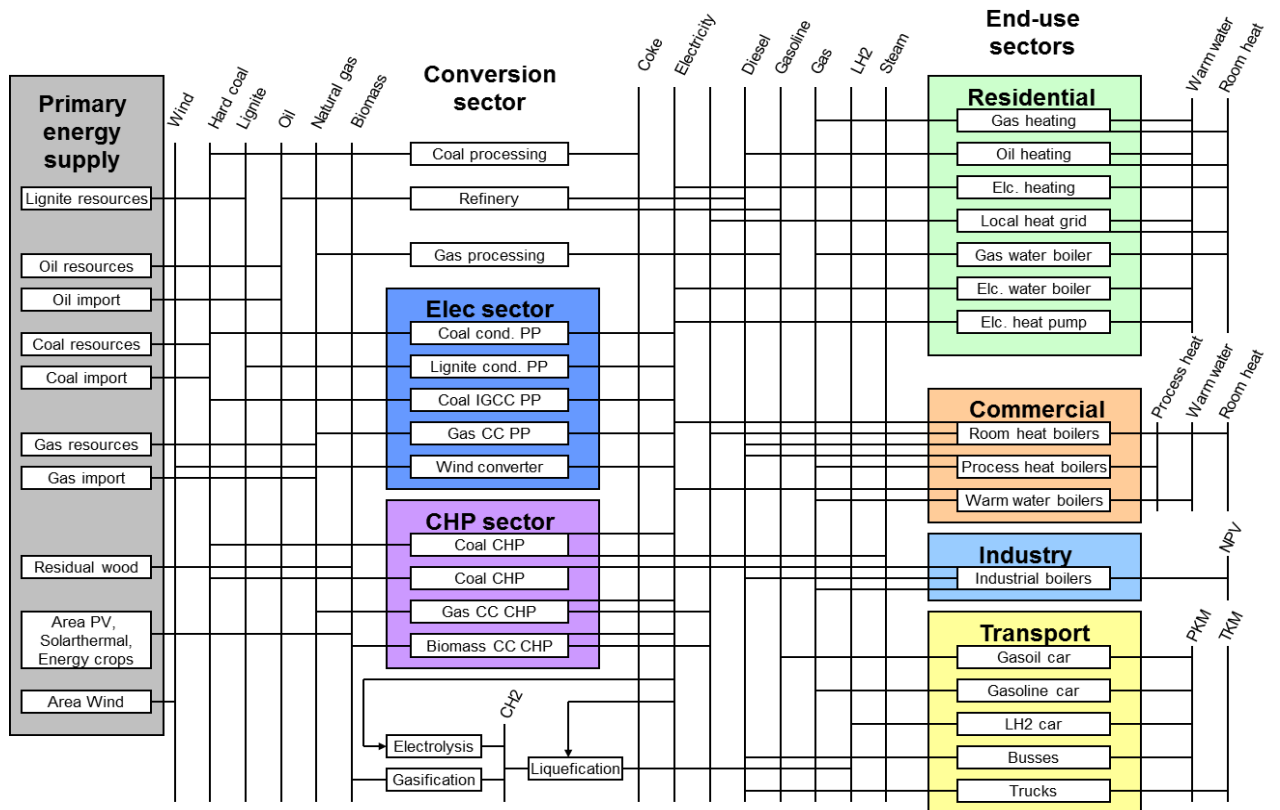 Primary
energy
supply
Lignite resources
Oil resources
Oil import
Coal resources
Coal import
Gas resources
Gas import
Residual wood
Area PV,
Solarthermal,
Energy crops
Area Wind
Wind
Hard coal
Lignite
Oil
Natural gas
Biomass
Conversion
sector
Coal processing
Refinery
Gas processing
Elec sector
Coal cond. PP
Lignite cond. PP
Coal IGCC PP
Gas CC PP
Wind converter
CHP sector
Coal CHP
Coal CHP
Gas CC CHP
Biomass CC CHP
CH2
Electrolysis
Gasification
Liquefication
Coke
Electricity
Diesel
Gasoline
Gas
LH2
Steam
End-use
sectors
Residential
Gas heating
Oil heating
Elc. heating
Local heat grid
Gas water boiler
Elc. water boiler
Elc. heat pump
Warm water
Room heat
Commercial
Room heat boilers
Process heat boilers
Warm water boilers
Process heat
Warm water
Room heat
Industry
Industrial boilers
NPV
Transport
Gasoil car
Gasoline car
LH2 car
Busses
Trucks
PKM
TKM